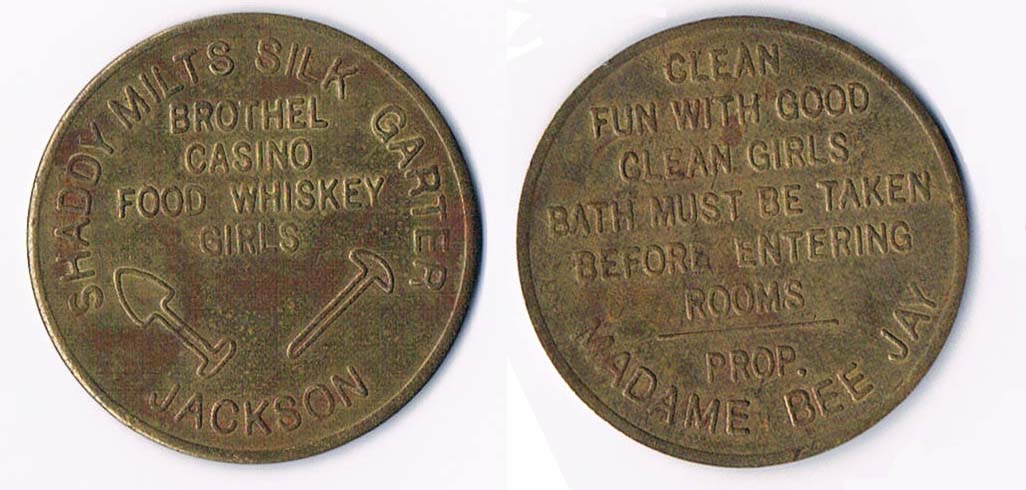 SHADDY MILTS SILK GARTER
BROTHEL
CASINO
FOOD WHISKEY
GIRLS
JACKSON
CLEAN
FUN WITH GOOD
CLEAN GIRLS
BATH MUST BE TAKEN
BEFORE ENTERING
ROOMS
PROP.
MADAME BEE JAY